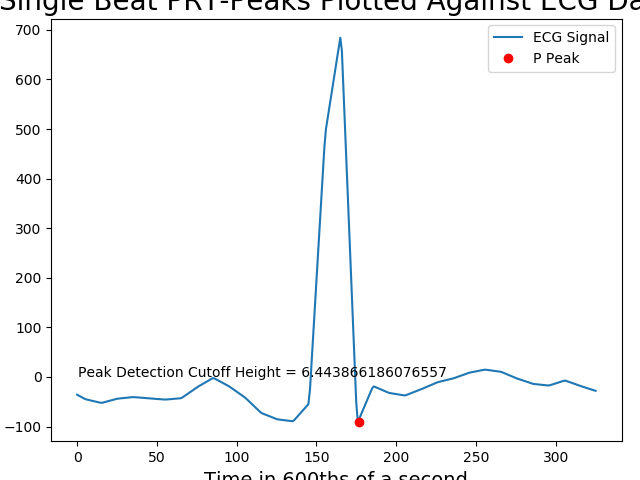 Single Beat PRT-Peaks Plotted Against ECG Da
700
600
500
400
300
200
100
0
−100
ECG Signal
P Peak
Peak Detection Cutoff Height = 6.443866186076557
0 50 100 150 200 250 300
Time in 600ths of a second